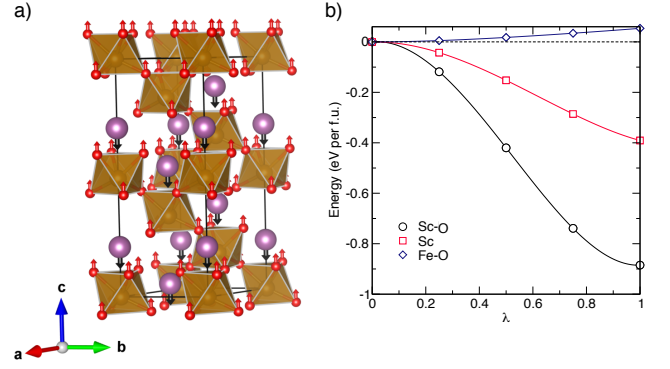 a)
c
a
b
b)
Energy (eV per f.u.)
0
-0.2
-0.4
-0.6
-0.8
-1
Sc-O
Sc
Fe-O
0
0.2
0.4
0.6
0.8
1
λ